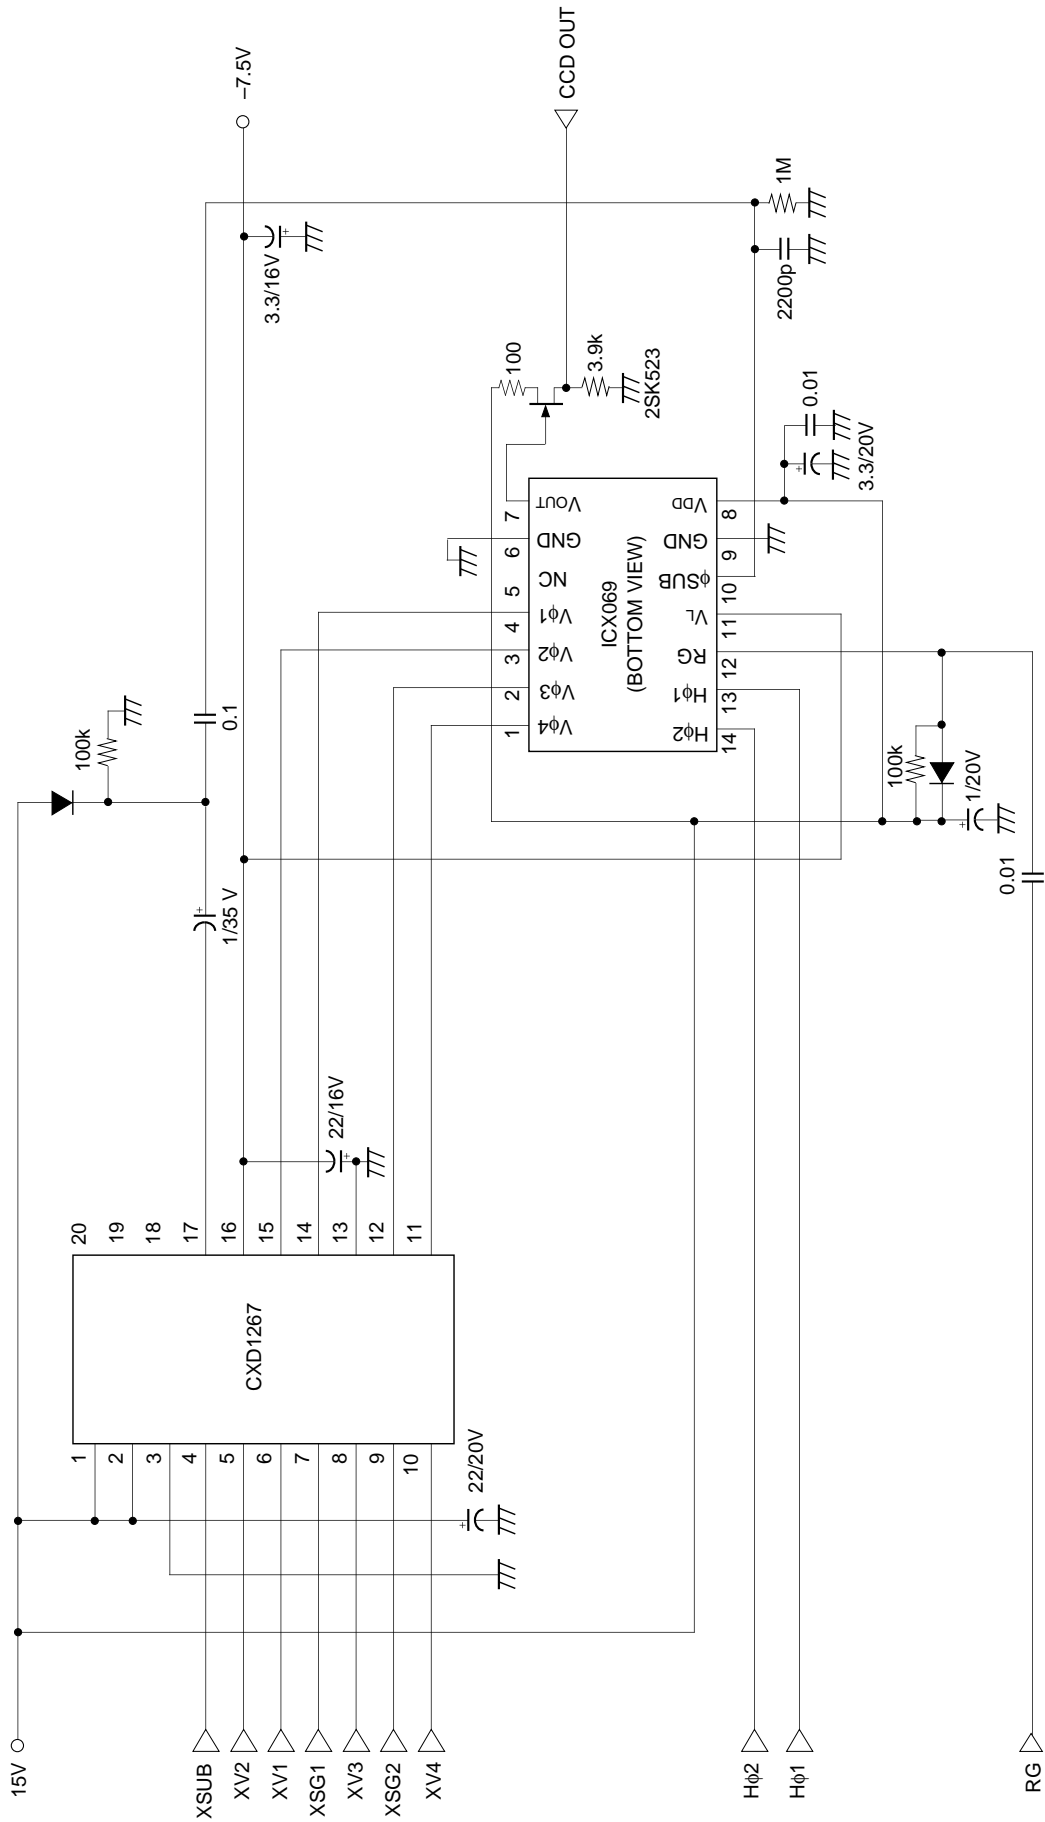 15V
XSUB
XV2
XV1
XSG1
XV3
XSG2
XV4
Hϕ2
Hϕ1
RG
CXD1267
1
2
3
4
5
6
7
8
9
10
20
19
18
17
16
15
14
13
12
11
22/20V
22/16V
1/35 V
100k
0.1
–7.5V
3.3/16V
CCD OUT
100
3.9k
2SK523
1M
2200p
0.01
3.3/20V
ICX069
(BOTTOM VIEW)
1
2
3
4
5
6
7
Vϕ4
Vϕ3
Vϕ2
Vϕ1
NC
GND
VOUT
Hϕ2
Hϕ1
RG
VL
ϕSUB
GND
VDD
14
13
12
11
10
9
8
100k
1/20V
0.01